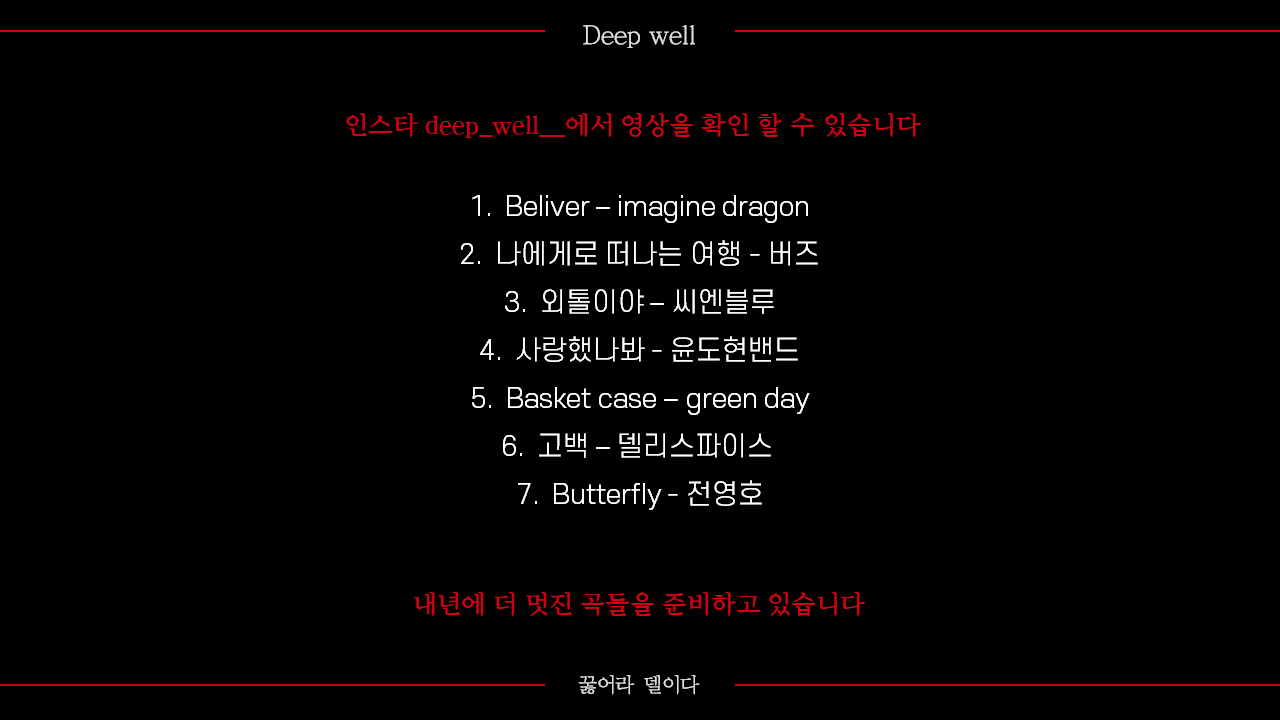 Deep well
인스타 deep_well__에서 영상을 확인 할 수 있습니다
1. Beliver – imagine dragon
2. 나에게로 떠나는 여행 - 버즈
3. 외톨이야 – 씨엔블루
4. 사랑했나봐 - 윤도현밴드
5. Basket case – green day
6. 고백 – 델리스파이스
7. Butterfly - 전영호
내년에 더 멋진 곡들을 준비하고 있습니다
꿇어라 델이다